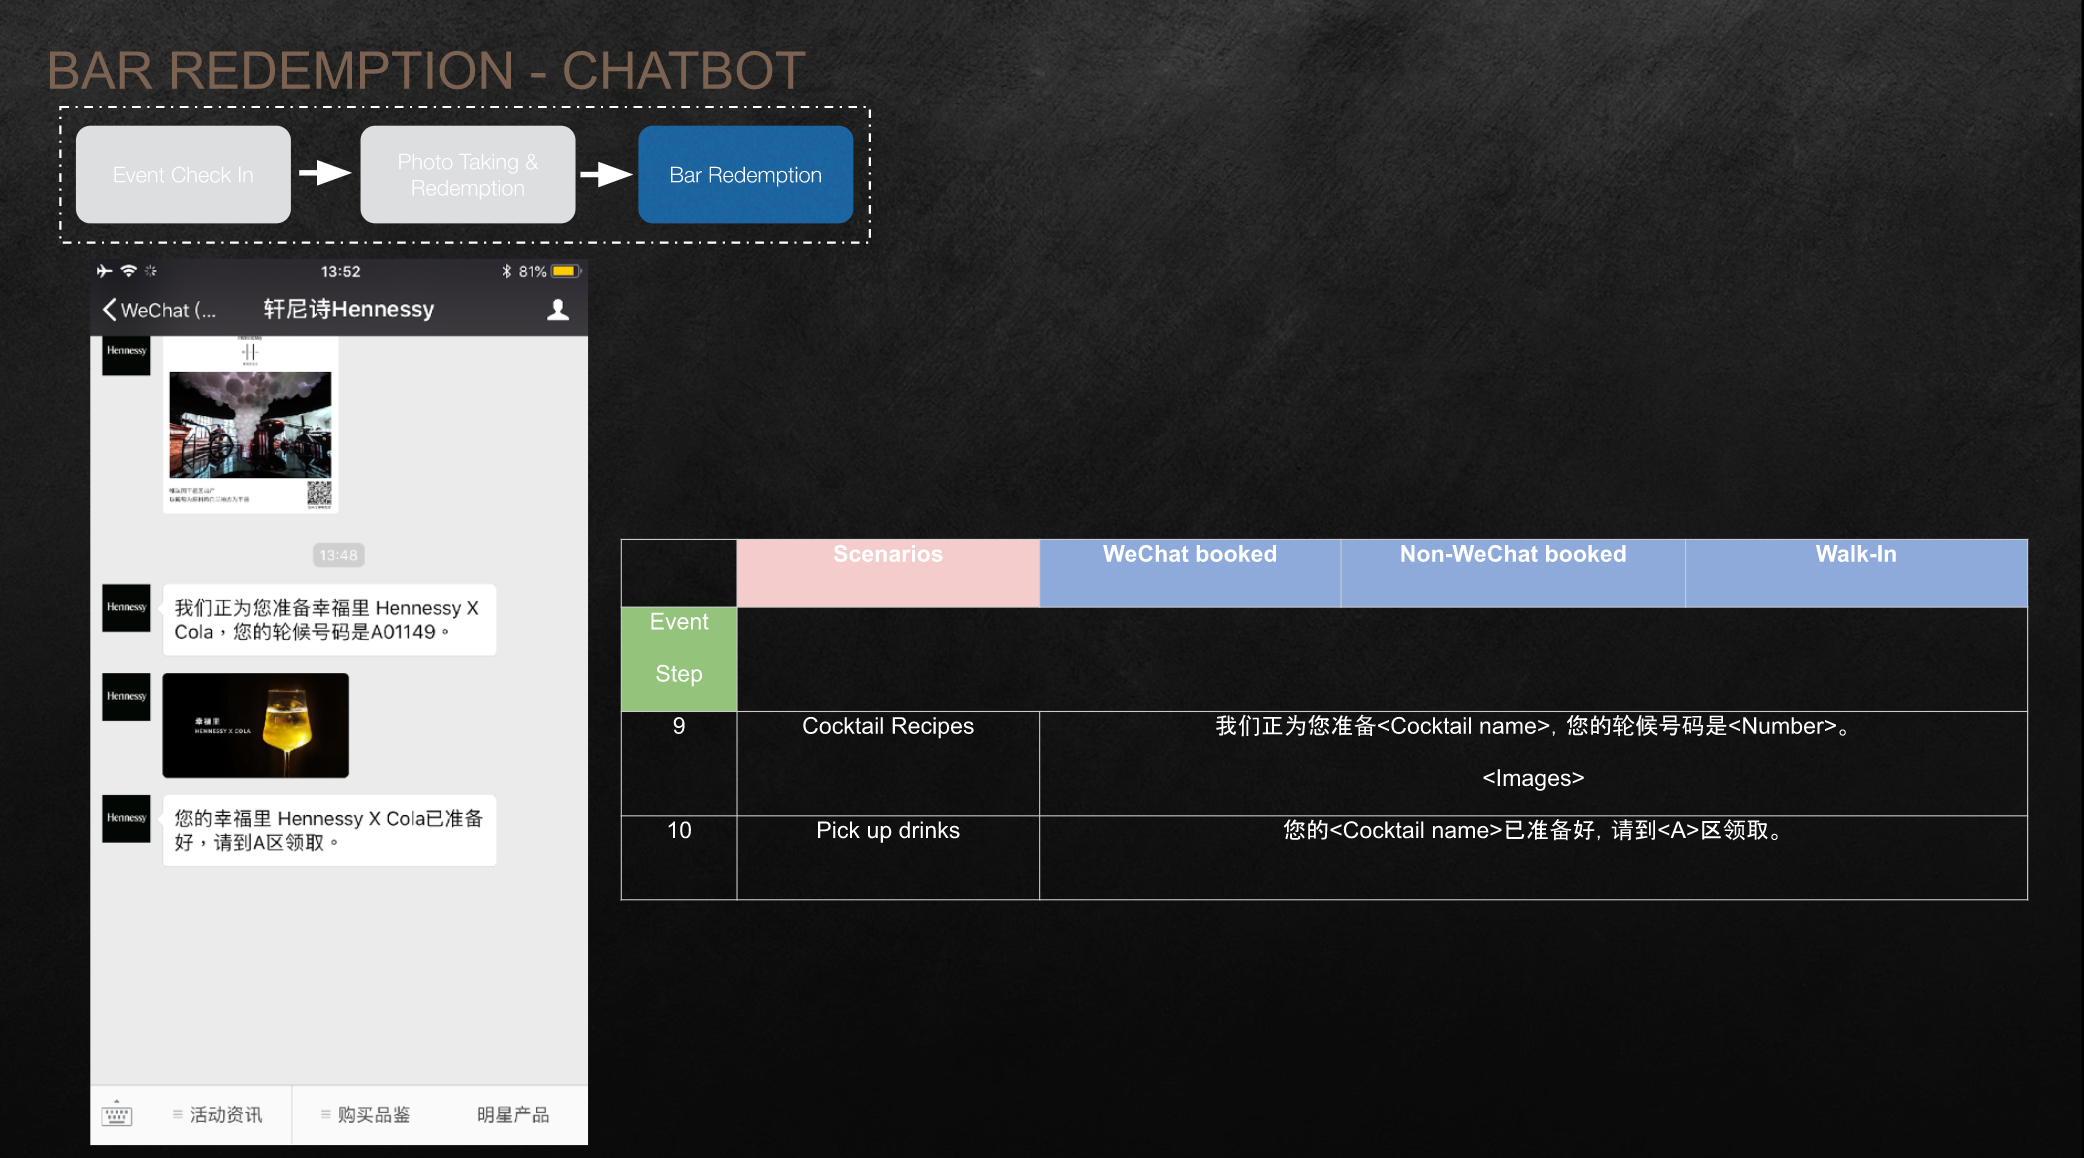 BAR REDEMPTION - CHATBOT
Event Check In
Photo Taking &
Redemption
Bar Redemption
13:52
81%
WeChat (...
轩尼诗Hennessy
Hennessy
13:48
Hennessy
我们正为您准备幸福里 Hennessy X
Cola，您的轮候号码是A01149。
Hennessy
幸福里
HENNESSY X COLA
Hennessy
您的幸福里 Hennessy X Cola已准备
好，请到A区领取。
活动资讯
购买品鉴
明星产品
Scenarios
WeChat booked
Non-WeChat booked
Walk-In
Event
Step
9
Cocktail Recipes
我们正为您准备<Cocktail name>, 您的轮候号码是<Number>。
<Images>
10
Pick up drinks
您的<Cocktail name>已准备好, 请到<A>区领取。